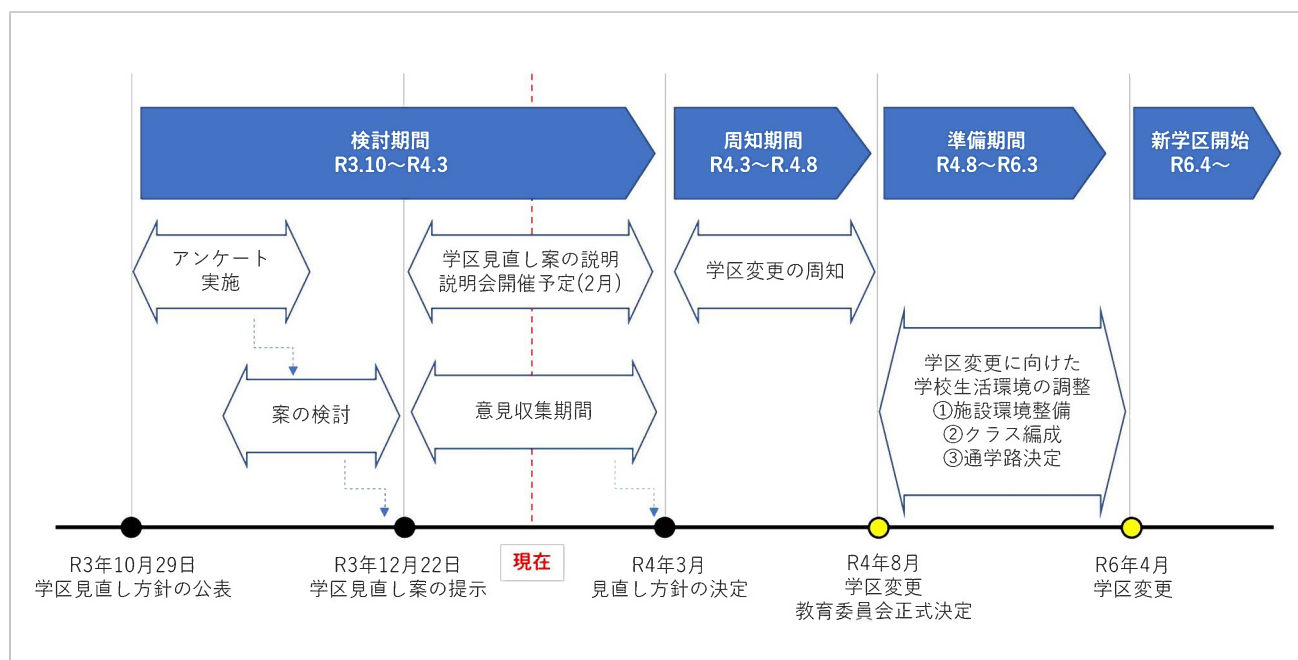 検討期間
R3.10～R4.3
周知期間
R4.3～R.4.8
準備期間
R4.8～R6.3
新学区開始
R6.4～
アンケート
実施
学区見直し案の説明
説明会開催予定(2月)
学区変更の周知
案の検討
意見収集期間
学区変更に向けた
学校生活環境の調整
①施設環境整備
②クラス編成
③通学路決定
R3年10月29日
学区見直し方針の公表
R3年12月22日
学区見直し案の提示
現在
R4年3月
見直し方針の決定
R4年8月
学区変更
教育委員会正式決定
R6年4月
学区変更